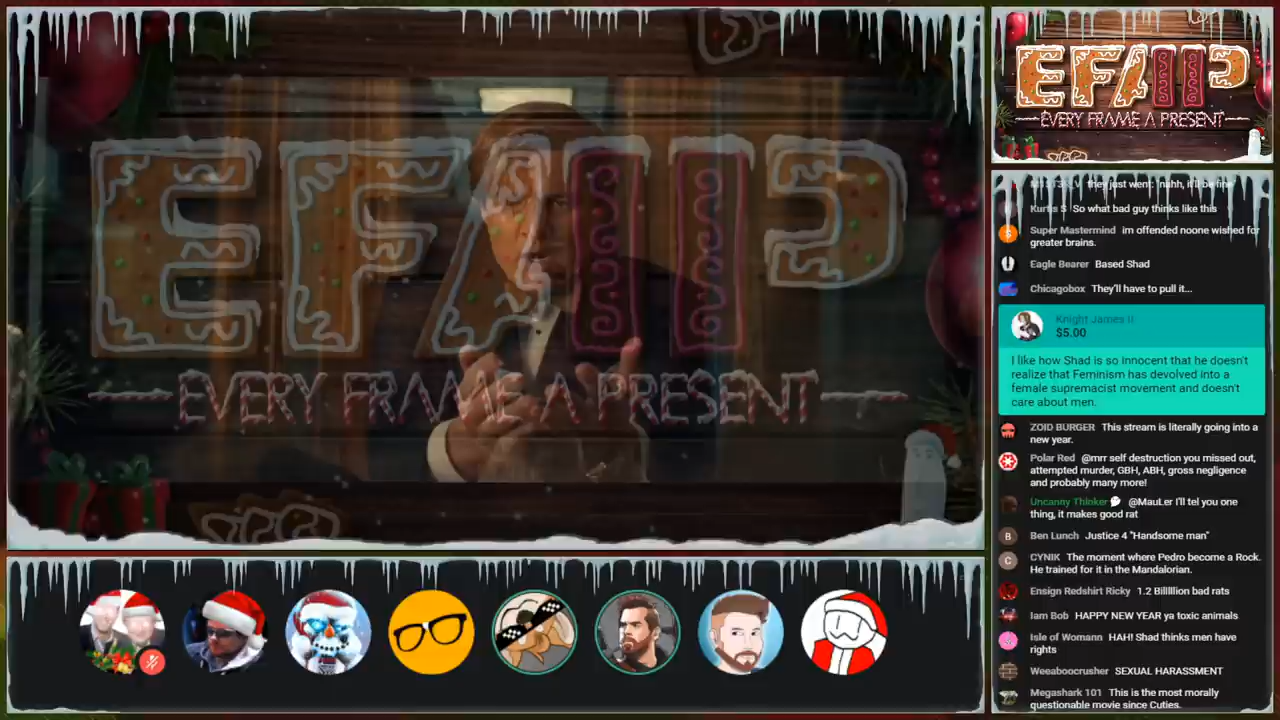 EFAIIP
EVERY FRAME A PRESENT
EFAIIP
EVERY FRAME A PRESENT
they just went: 'nahh, it'll be fine'
Kurtis S So what bad guy thinks like this
Super Mastermind im offended noone wished for
greater brains.
Eagle Bearer Based Shad
Chicagobox They'll have to pull it...
Knight James II
$5.00
I like how Shad is so innocent that he doesn't
realize that Feminism has devolved into a
female supremacist movement and doesn't
care about men.
ZOID BURGER This stream is literally going into a
new year.
Polar Red @mrr self destruction you missed out,
attempted murder, GBH, ABH, gross negligence
and probably many more!
Uncanny Thinker @MauLer I'll tell you one
thing, it makes good rat
B Ben Lunch Justice 4 "Handsome man"
C CYNIK The moment where Pedro become a Rock.
He trained for it in the Mandalorian.
Ensign Redshirt Ricky 1.2 Billlllion bad rats
Iam Bob HAPPY NEW YEAR ya toxic animals
Isle of Womann HAH! Shad thinks men have
rights
Weeaboocrusher SEXUAL HARASSMENT
Megashark 101 This is the most morally
questionable movie since Cuties.